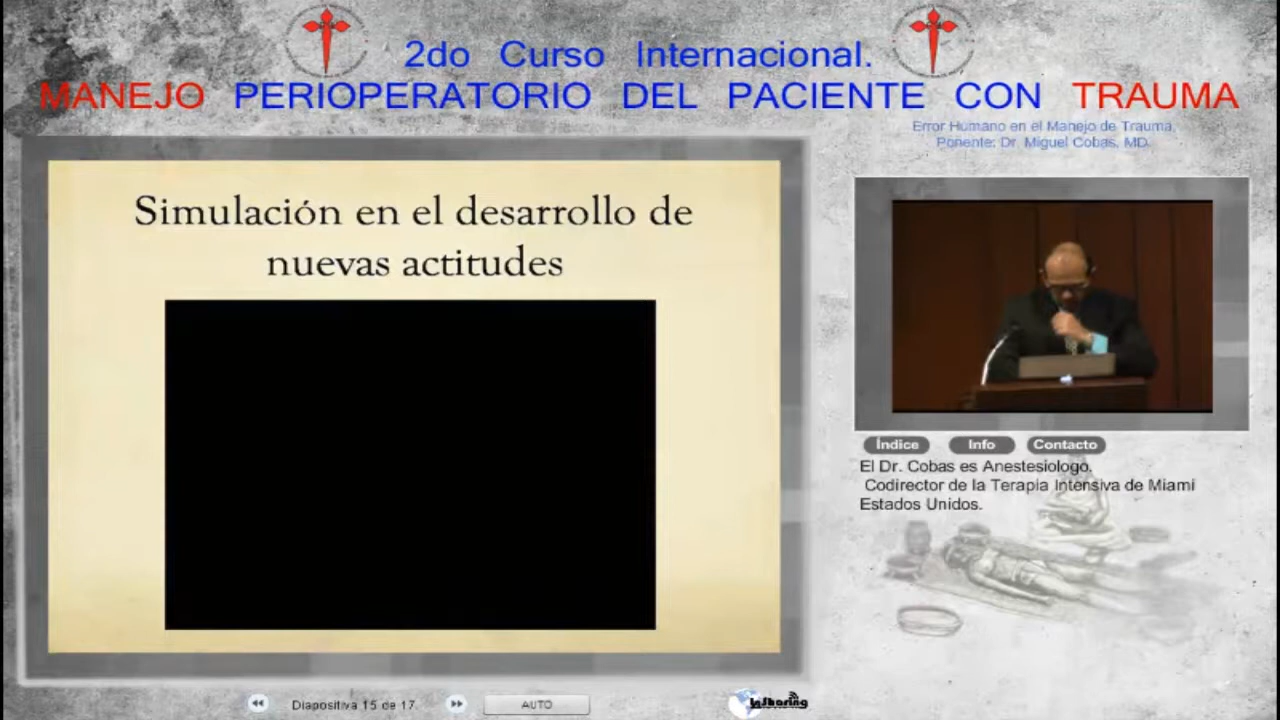 2do Curso Internacional.
MANEJO PERIOPERATORIO DEL PACIENTE CON TRAUMA
Error Humano en el Manejo de Trauma.
Ponente: Dr. Miguel Cobas, MD.
Simulación en el desarrollo de
nuevas actitudes
Índice Info Contacto
El Dr. Cobas es Anestesiologo.
Codirector de la Terapia Intensiva de Miami
Estados Unidos.
Diapositiva 15 de 17
AUTO
InSharing